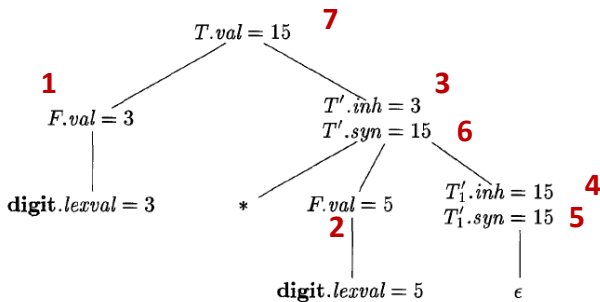 7
T.val = 15
1
3
F.val = 3
T′.inh = 3
T′.syn = 15
6
digit.lexval = 3
*
F.val = 5
T′₁.inh = 15
4
T′₁.syn = 15
5
2
digit.lexval = 5
ϵ